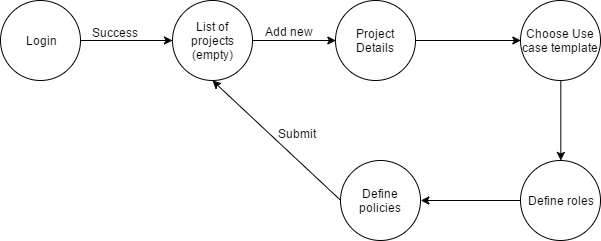 Login
Success
List of
projects
(empty)
Add new
Project
Details
Choose Use
case template
Submit
Define
policies
Define roles